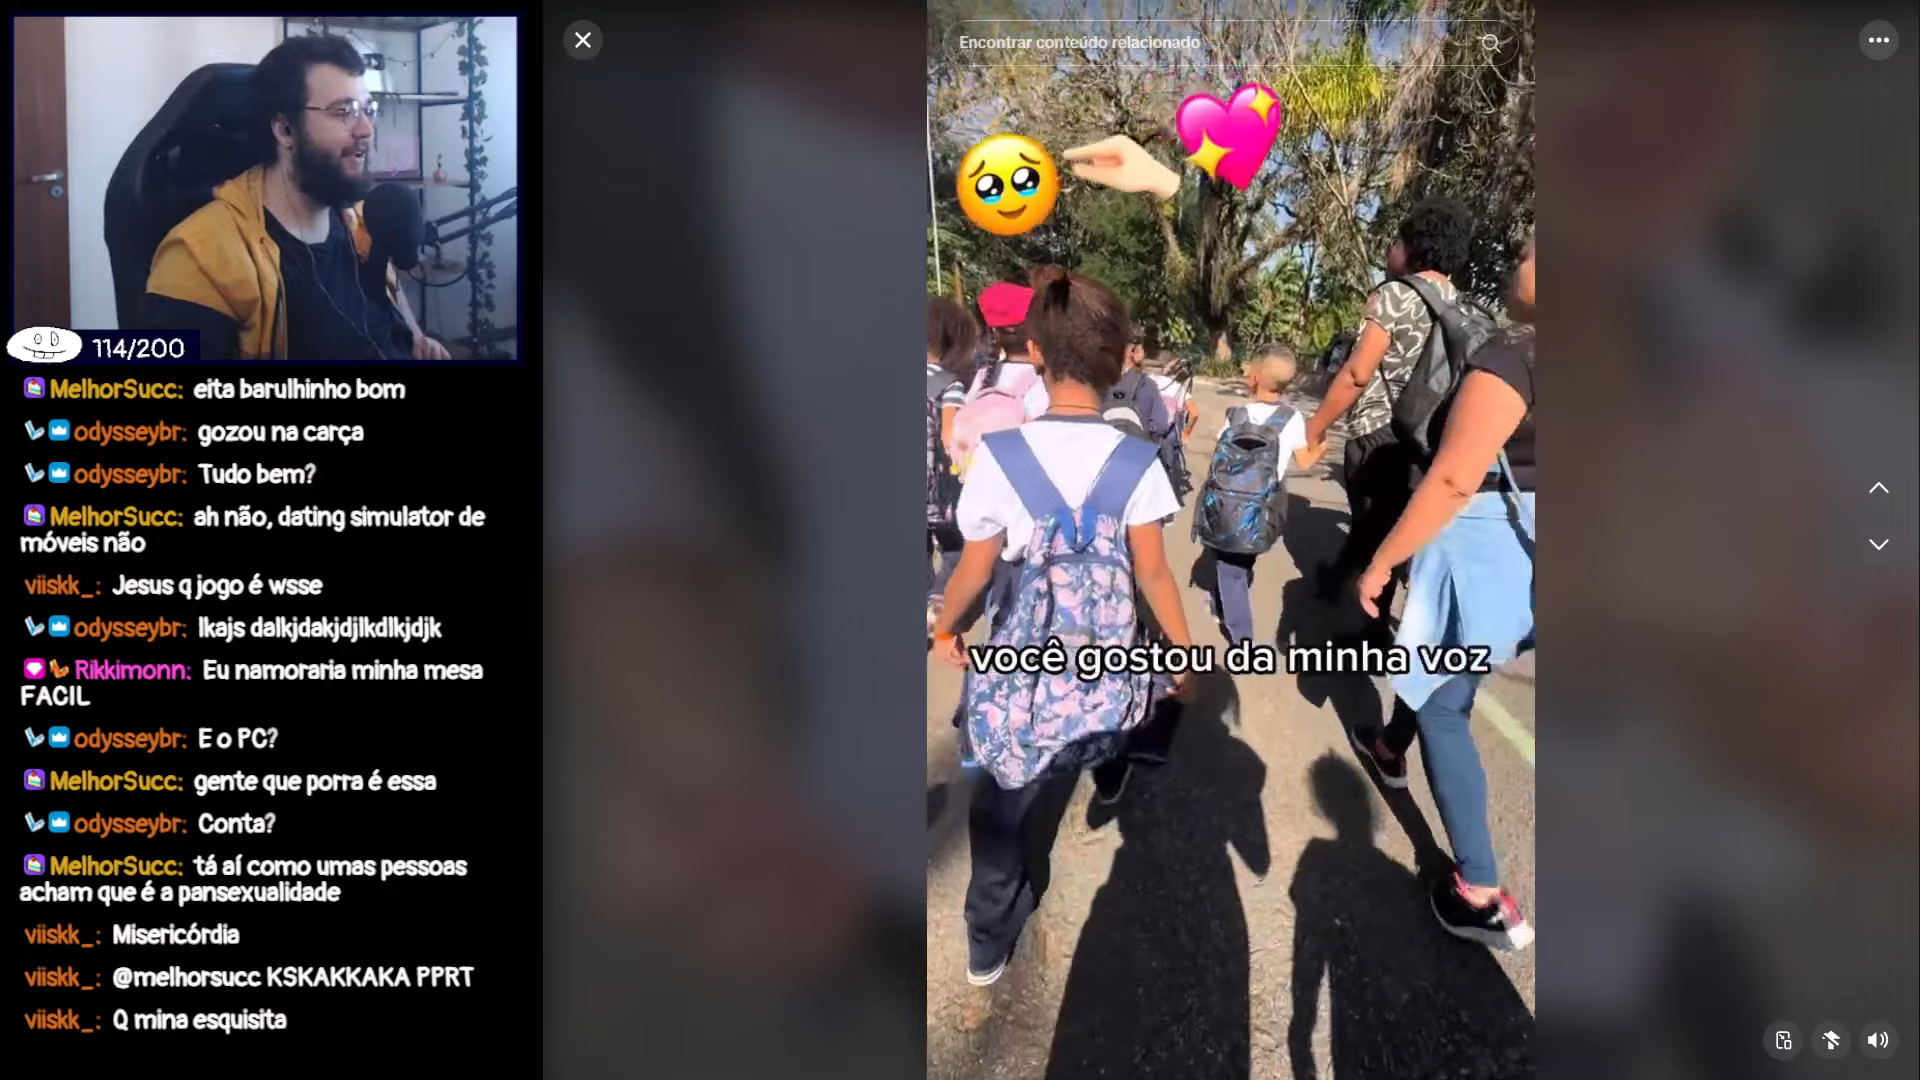 114/200
MelhorSucc: eita barulhinho bom
odysseybr: gozou na carça
odysseybr: Tudo bem?
MelhorSucc: ah não, dating simulator de
móveis não
viiskk_: Jesus q jogo é wsse
odysseybr: lkajs dalkjdakjdjlkdlkjdjk
Rikkimonn: Eu namoraria minha mesa
FACIL
odysseybr: E o PC?
MelhorSucc: gente que porra é essa
odysseybr: Conta?
MelhorSucc: tá aí como umas pessoas
acham que é a pansexualidade
viiskk_: Misericórdia
viiskk_: @melhorsucc KSKAKKAKA PPRT
viiskk_: Q mina esquisita
Encontrar conteúdo relacionado
você gostou da minha voz